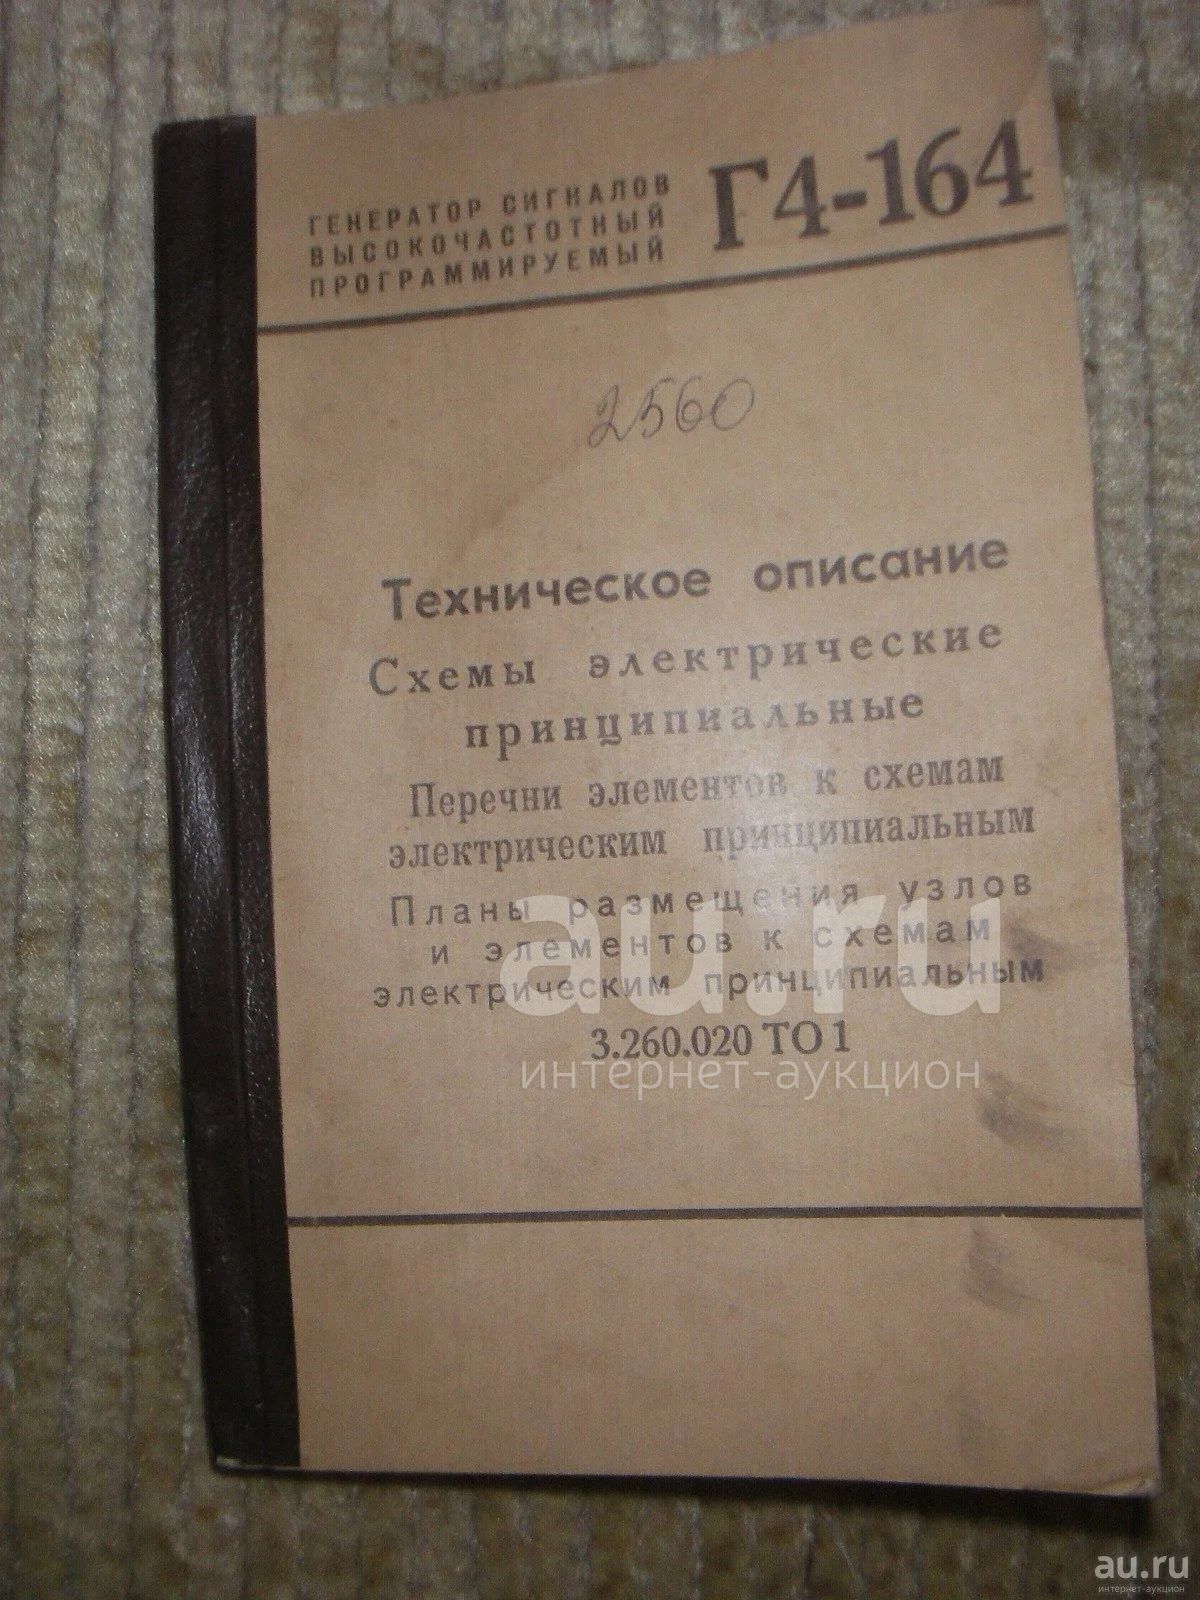 ГЕНЕРАТОР СИГНАЛОВ
ВЫСОКОЧАСТОТНЫЙ
ПРОГРАММИРУЕМЫЙ
Г4-164
2560
Техническое описание
Схемы электрические
принципиальные
Перечни элементов к схемам
электрическим принципиальным
Планы размещения узлов
и элементов к схемам
электрическим принципиальным
3.260.020 ТО 1
au.ru
интернет-аукцион
au.ru
интернет-аукцион